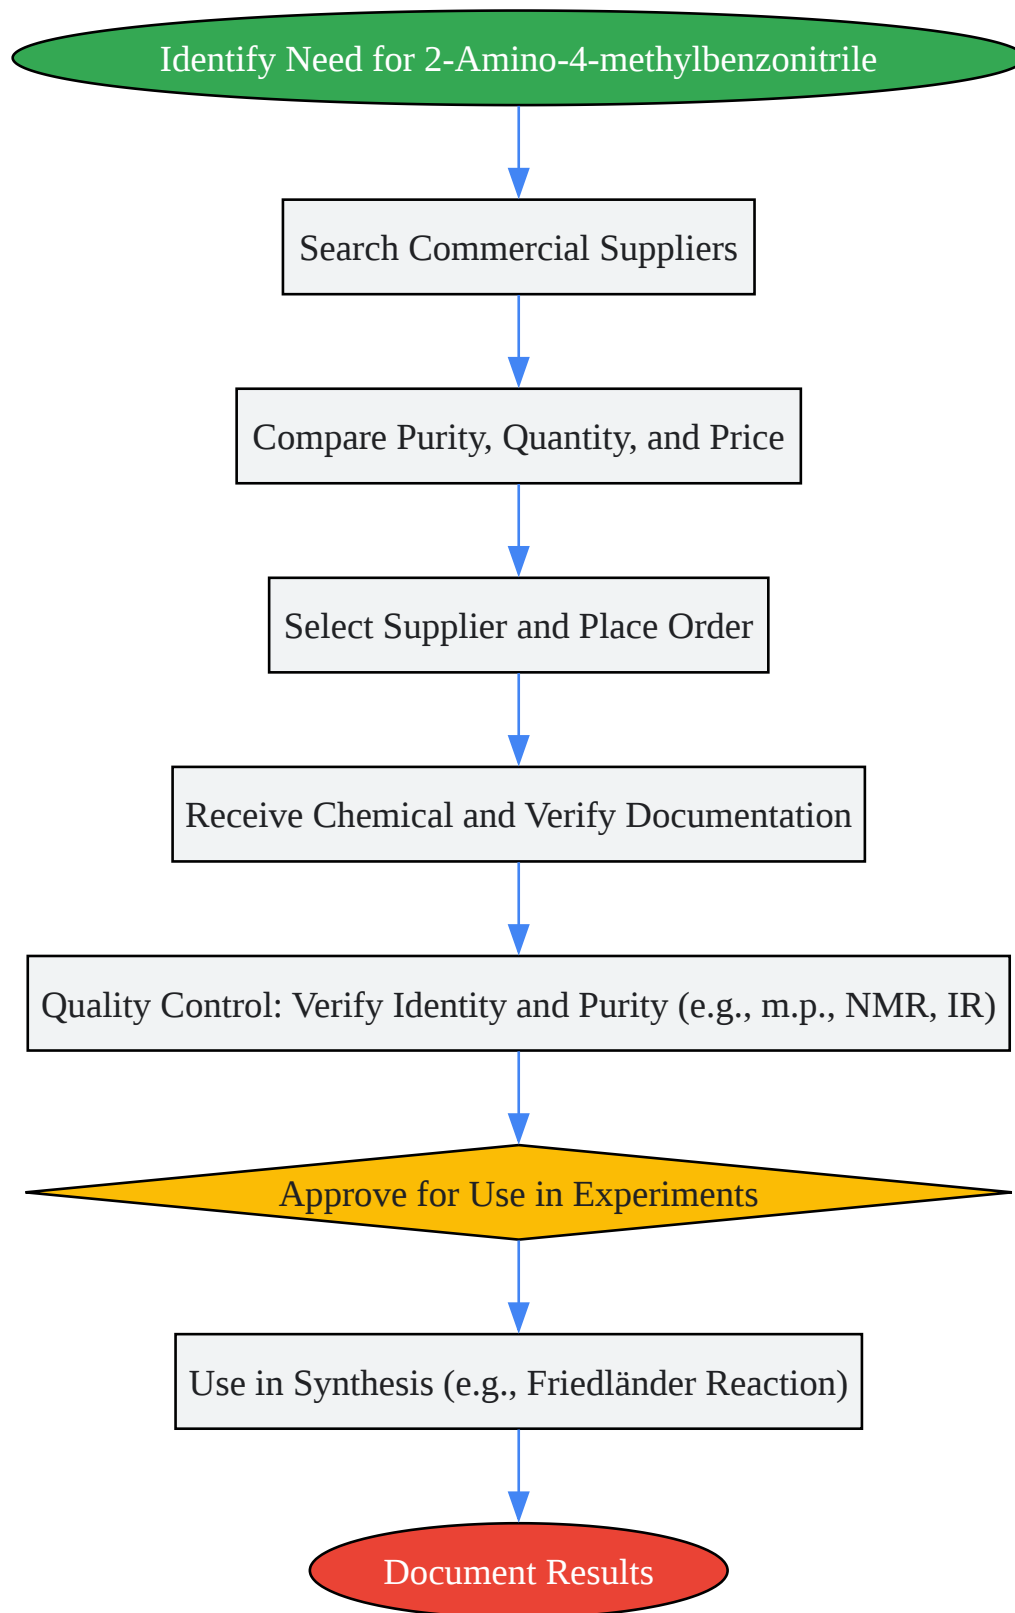 Identify Need for 2-Amino-4-methylbenzonitrile
Search Commercial Suppliers
Compare Purity, Quantity, and Price
Select Supplier and Place Order
Receive Chemical and Verify Documentation
Quality Control: Verify Identity and Purity (e.g., m.p., NMR, IR)
Approve for Use in Experiments
Use in Synthesis (e.g., Friedländer Reaction)
Document Results